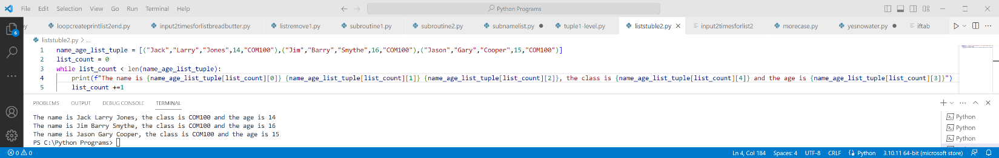 File Edit Selection View Go Run Terminal Help
Python Programs
loopcreateprintlist2end.py input2timesforlistbreadbutter.py listremove1.py subroutine1.py subroutine2.py subnamelist.py tuple1-level.py liststuble2.py input2timesforlist2 morecase.py yesnowater.py iftab
6
liststuble2.py > ...
1 name_age_list_tuple = [("Jack","Larry","Jones",14,"COM100"),("Jim","Barry","Smythe",16,"COM100"),("Jason","Gary","Cooper",15,"COM100")]
2 list_count = 0
3 while list_count < len(name_age_list_tuple):
4 print(f"The name is {name_age_list_tuple[list_count][0]} {name_age_list_tuple[list_count][1]} {name_age_list_tuple[list_count][2]}, the class is {name_age_list_tuple[list_count][4]} and the age is {name_age_list_tuple[list_count][3]}")
5 list_count +=1
PROBLEMS OUTPUT DEBUG CONSOLE TERMINAL
The name is Jack Larry Jones, the class is COM100 and the age is 14
The name is Jim Barry Smythe, the class is COM100 and the age is 16
The name is Jason Gary Cooper, the class is COM100 and the age is 15
PS C:\Python Programs>
Python
Python
Python
0 0 Ln 4, Col 184 Spaces: 4 UTF-8 CRLF Python 3.10.11 64-bit (microsoft store)